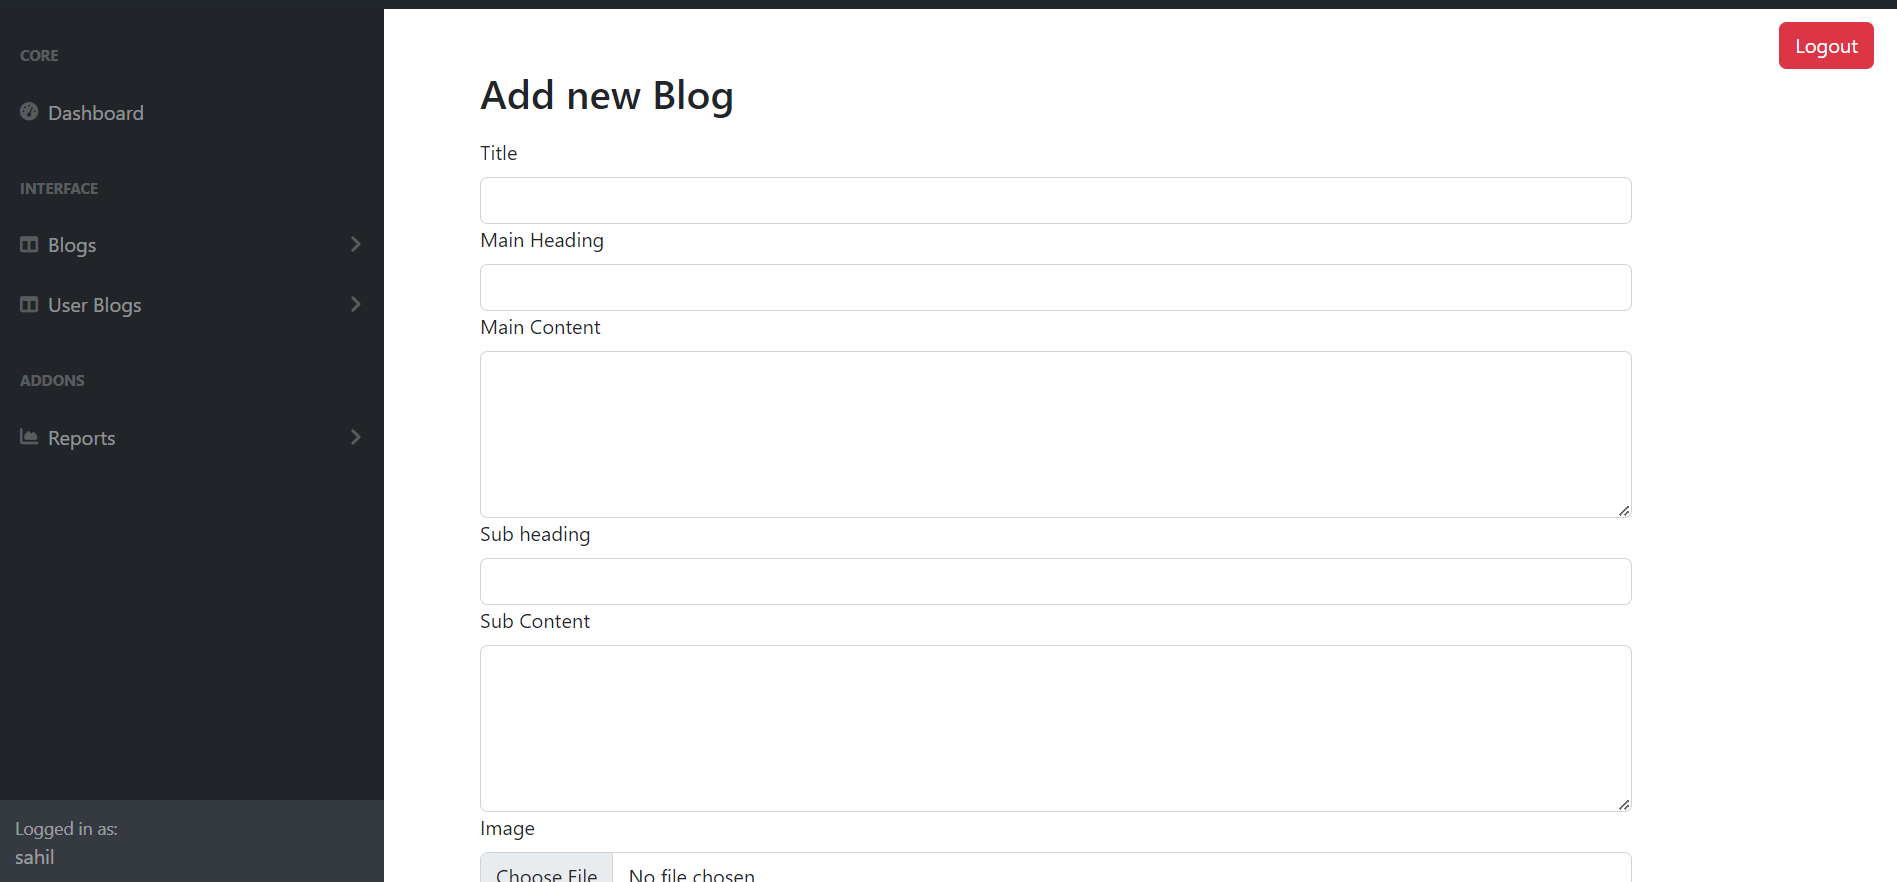 CORE
Dashboard
INTERFACE
Blogs
User Blogs
ADDONS
Reports
Logged in as:
sahil
Logout
Add new Blog
Title
Main Heading
Main Content
Sub heading
Sub Content
Image
Choose File No file chosen